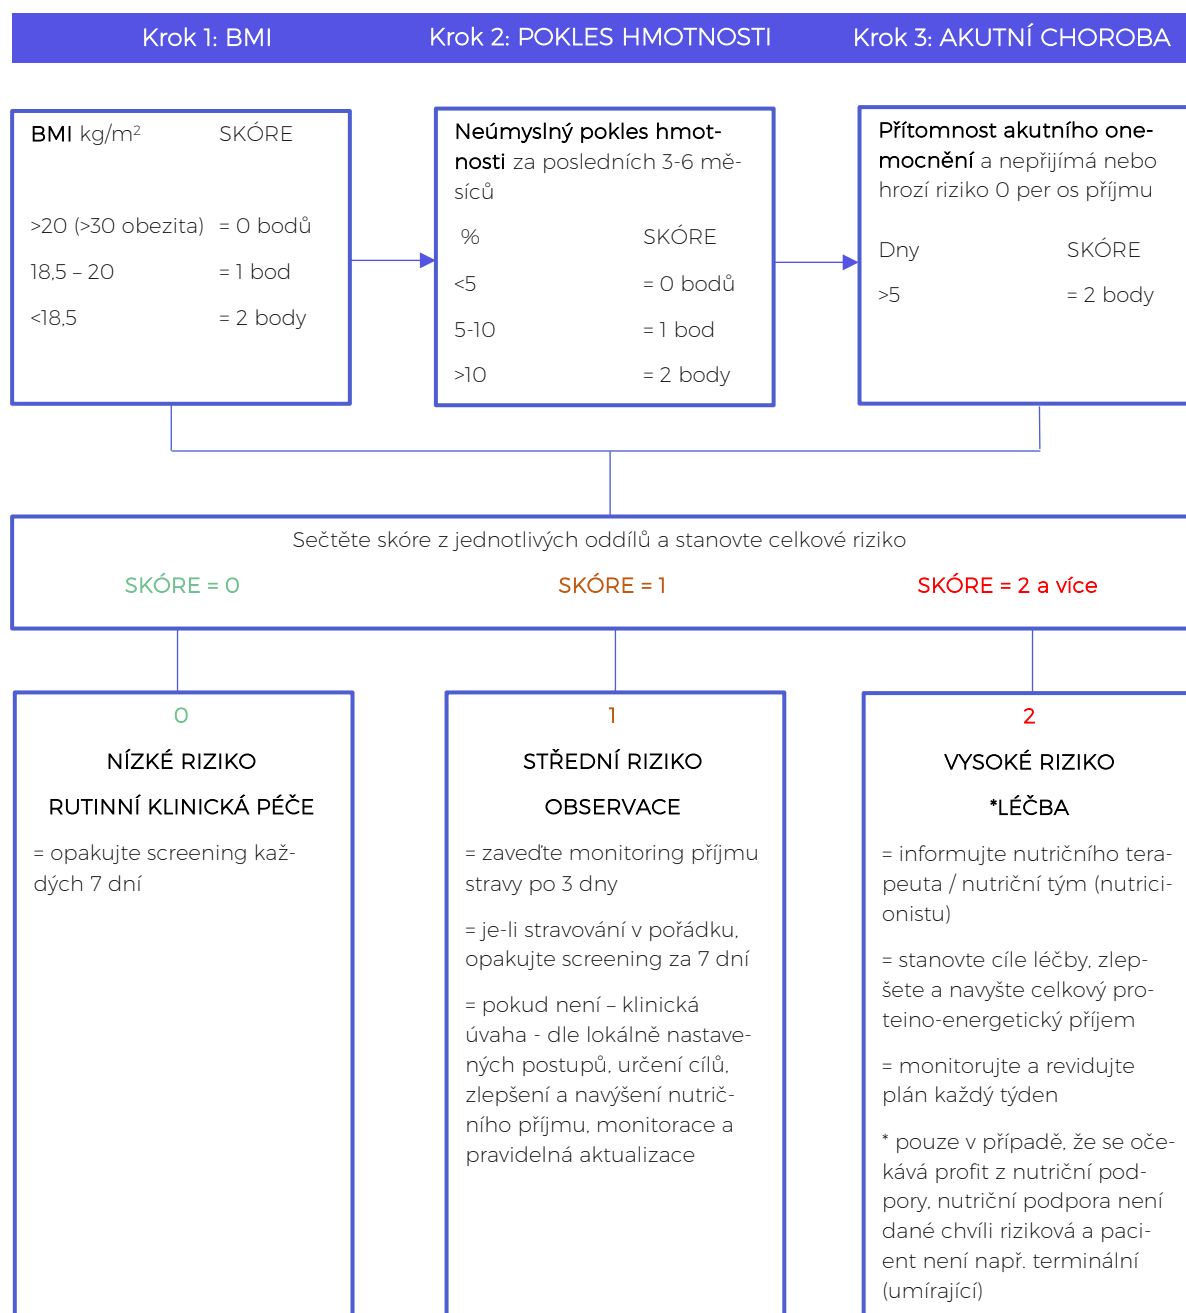 Krok 1: BMI
Krok 2: POKLES HMOTNOSTI
Krok 3: AKUTNÍ CHOROBA
BMI kg/m² SKÓRE
>20 (>30 obezita) = 0 bodů
18,5 – 20 = 1 bod
<18,5 = 2 body
Neúmyslný pokles hmot-
nosti za posledních 3-6 mě-
síců
% SKÓRE
<5 = 0 bodů
5-10 = 1 bod
>10 = 2 body
Přítomnost akutního one-
mocnění a nepřijímá nebo
hrozí riziko 0 per os příjmu
Dny SKÓRE
>5 = 2 body
Sečtěte skóre z jednotlivých oddílů a stanovte celkové riziko
SKÓRE = 0
SKÓRE = 1
SKÓRE = 2 a více
0
NÍZKÉ RIZIKO
RUTINNÍ KLINICKÁ PÉČE
= opakujte screening kaž-
dých 7 dní
1
STŘEDNÍ RIZIKO
OBSERVACE
= zaveďte monitoring příjmu
stravy po 3 dny
= je-li stravování v pořádku,
opakujte screening za 7 dní
= pokud není – klinická
úvaha - dle lokálně nastave-
ných postupů, určení cílů,
zlepšení a navýšení nutrič-
ního příjmu, monitorace a
pravidelná aktualizace
2
VYSOKÉ RIZIKO
*LÉČBA
= informujte nutričního tera-
peuta / nutriční tým (nutrici-
onistu)
= stanovte cíle léčby, zlep-
šete a navyšte celkový pro-
teino-energetický příjem
= monitorujte a revidujte
plán každý týden
* pouze v případě, že se oče-
kává profit z nutriční pod-
pory, nutriční podpora není
dané chvíli riziková a paci-
ent není např. terminální
(umírající)